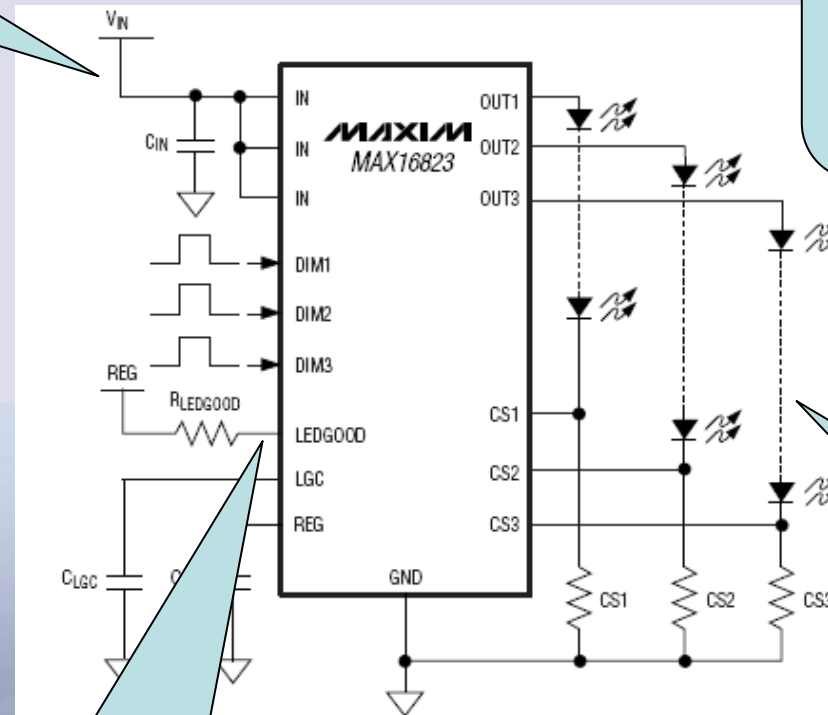 VIN
CIN
IN
IN
IN
DIM1
DIM2
DIM3
REG
RLEDGOOD
LEDGOOD
LGC
REG
CLGC
C
MAXIM
MAX16823
GND
OUT1
OUT2
OUT3
CS1
CS2
CS3
CS1
CS2
CS3